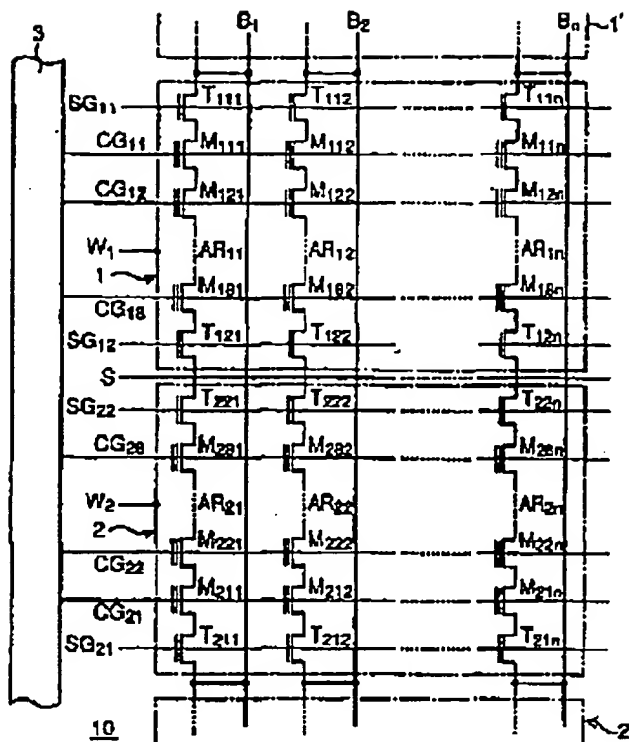 3 B₁ B₂ Bₙ 1'
SG₁₁ T₁₁₁ T₁₁₂ T₁₁ₙ
CG₁₁ M₁₁₁ M₁₁₂ M₁₁ₙ
CG₁₂ M₁₂₁ M₁₂₂ M₁₂ₙ
W₁ AR₁₁ AR₁₂ AR₁ₙ
1
M₁₈₁ M₁₈₂ M₁₈ₙ
CG₁₈
SG₁₂ T₁₂₁ T₁₂₂ T₁₂ₙ
S
SG₂₂ T₂₂₁ T₂₂₂ T₂₂ₙ
CG₂₈ M₂₈₁ M₂₈₂ M₂₈ₙ
W₂ AR₂₁ AR₂₂ AR₂ₙ
2
M₂₂₁ M₂₂₂ M₂₂ₙ
CG₂₂
M₂₁₁ M₂₁₂ M₂₁ₙ
CG₂₁
SG₂₁ T₂₁₁ T₂₁₂ T₂₁ₙ
10 2